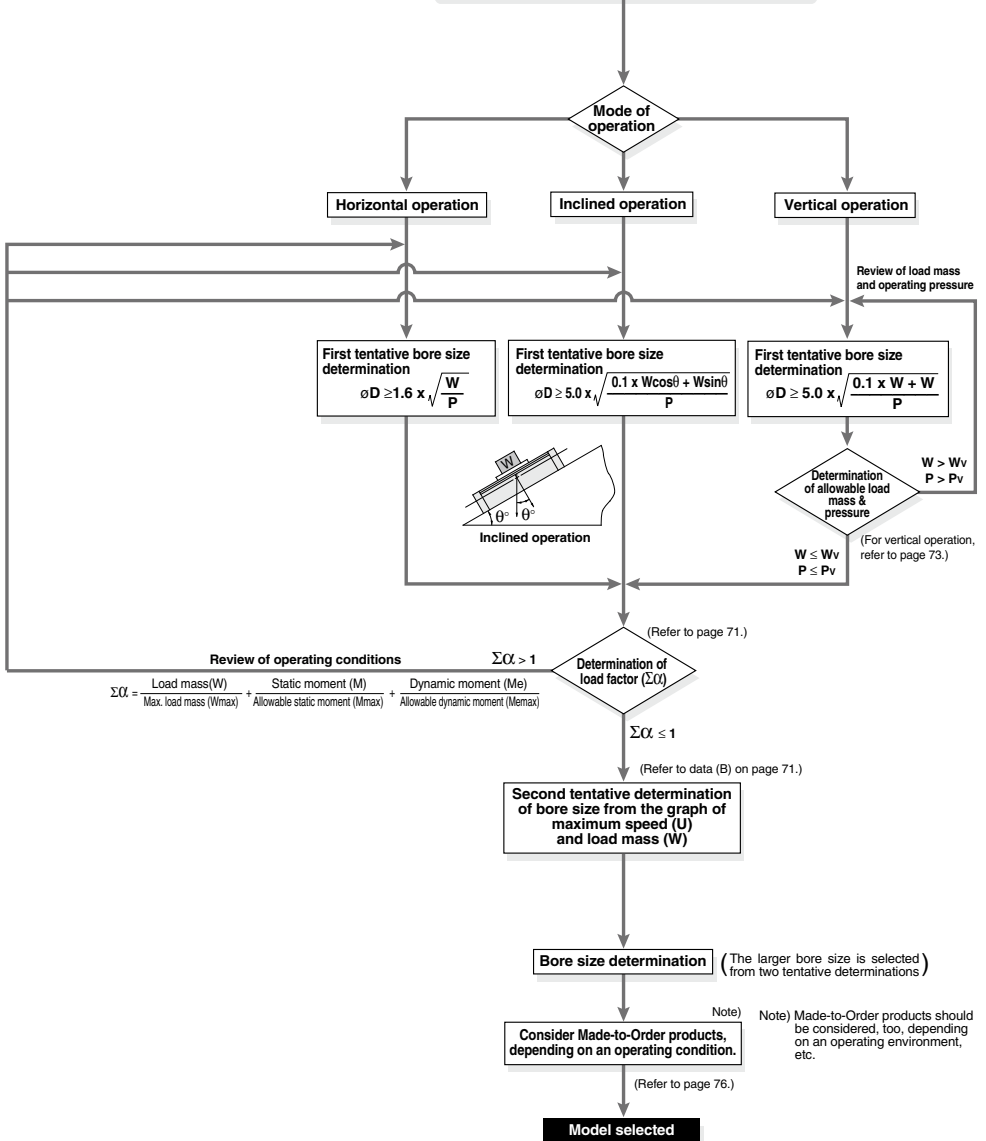 Mode of
operation
Horizontal operation
Inclined operation
Vertical operation
Review of load mass
and operating pressure
First tentative bore size
determination
øD ≥1.6 x √ W
P
First tentative bore size
determination
øD ≥ 5.0 x √ 0.1 x Wcosθ + Wsinθ
P
First tentative bore size
determination
øD ≥ 5.0 x √ 0.1 x W + W
P
W
θ° θ°
Inclined operation
Determination
of allowable load
mass &
pressure
W > Wv
P > Pv
(For vertical operation,
refer to page 73.)
W ≤ Wv
P ≤ Pv
(Refer to page 71.)
Determination of
load factor (Σα)
Review of operating conditions
Σα > 1
Σα = Load mass(W) + Static moment (M) + Dynamic moment (Me)
Max. load mass (Wmax) Allowable static moment (Mmax) Allowable dynamic moment (Memax)
Σα ≤ 1
(Refer to data (B) on page 71.)
Second tentative determination
of bore size from the graph of
maximum speed (U)
and load mass (W)
Bore size determination
(The larger bore size is selected
from two tentative determinations)
Note)
Consider Made-to-Order products,
depending on an operating condition.
Note) Made-to-Order products should
be considered, too, depending
on an operating environment,
etc.
(Refer to page 76.)
Model selected